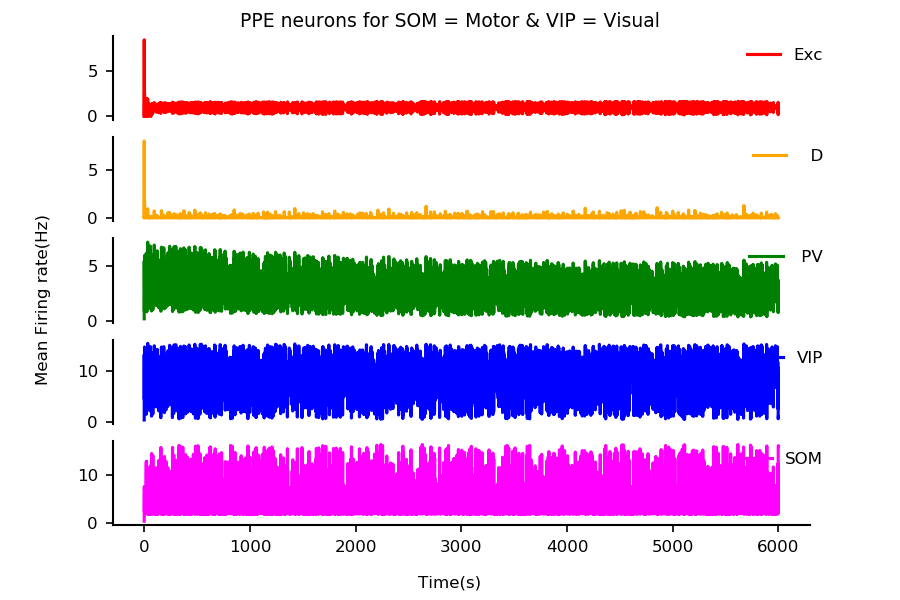 PPE neurons for SOM = Motor & VIP = Visual
Exc
5
0
D
5
0
PV
5
0
VIP
10
0
SOM
10
0
Mean Firing rate(Hz)
0 1000 2000 3000 4000 5000 6000
Time(s)